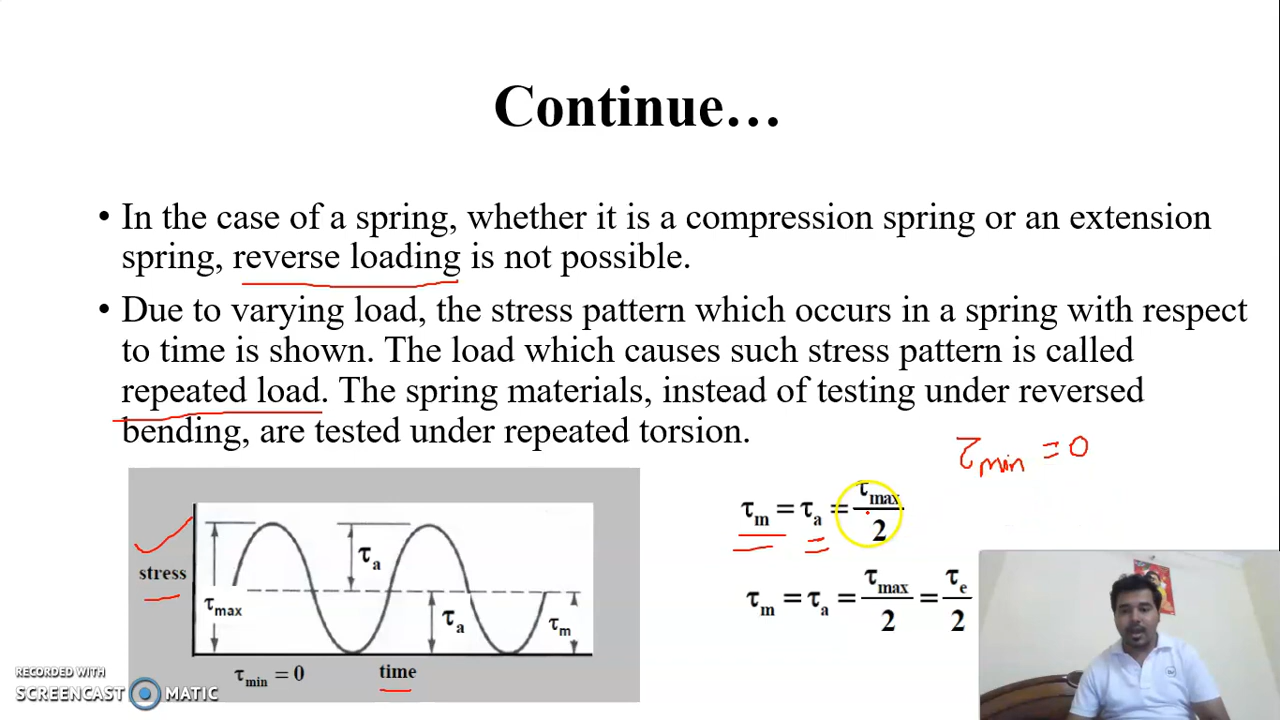 Continue…
• In the case of a spring, whether it is a compression spring or an extension
spring, reverse loading is not possible.
• Due to varying load, the stress pattern which occurs in a spring with respect
to time is shown. The load which causes such stress pattern is called
repeated load. The spring materials, instead of testing under reversed
bending, are tested under repeated torsion.
τmin = 0
τm = τa = τmax / 2
τa
stress
τmax
τa
τm
τm = τa = τmax / 2 = τe / 2
τmin = 0
time
RECORDED WITH
SCREENCAST MATIC